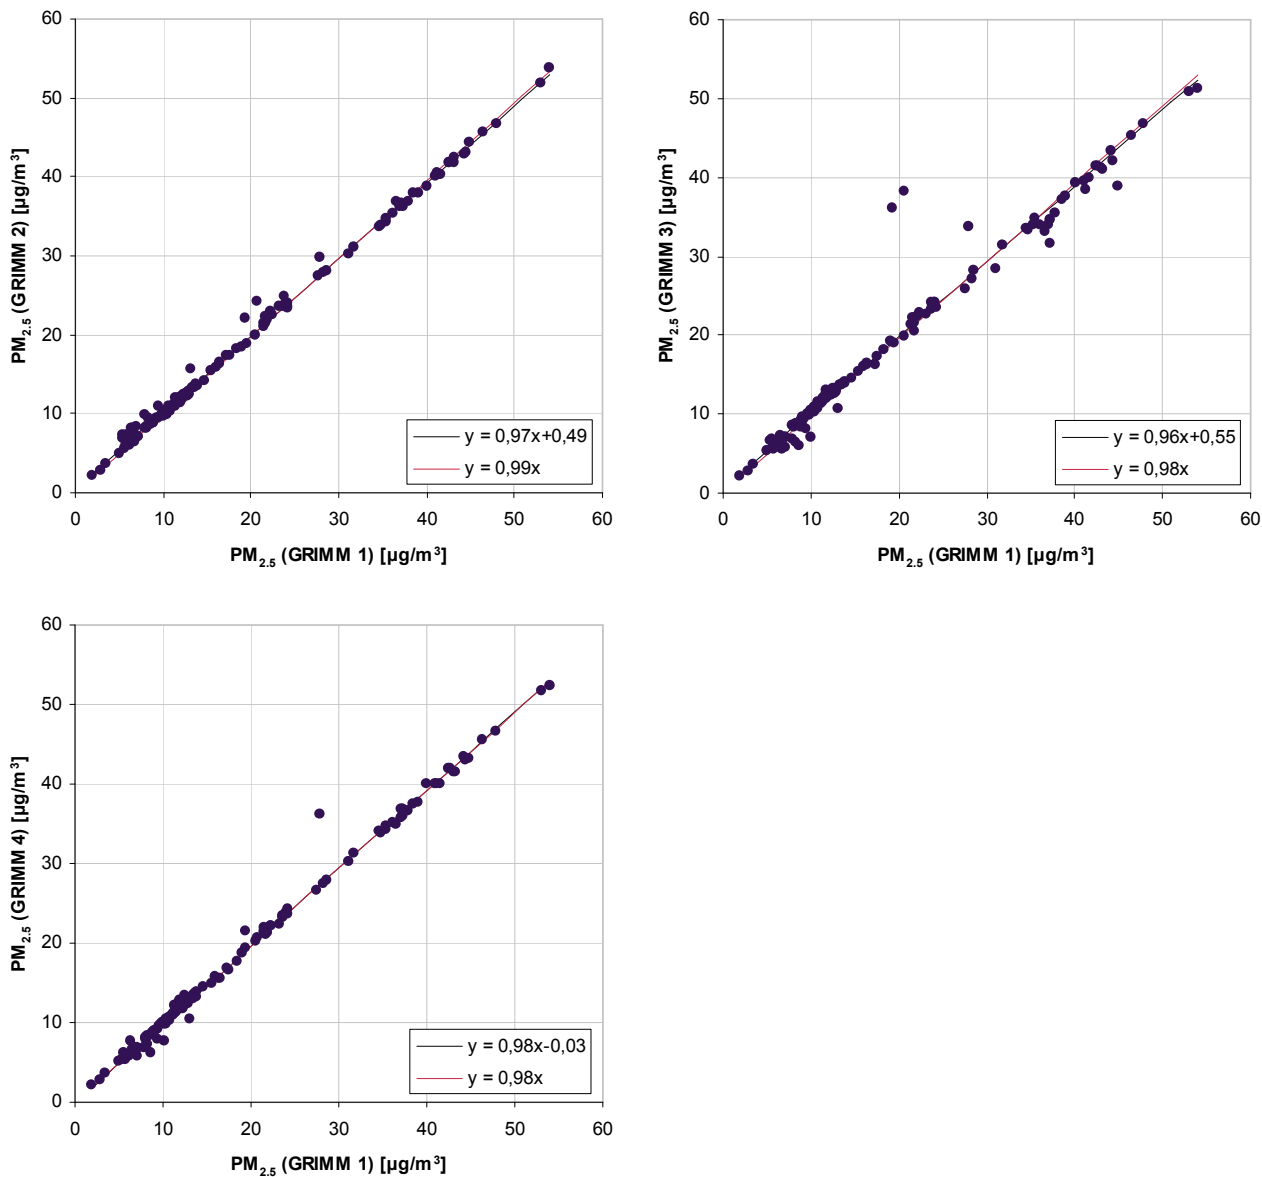 60
50
40
30
20
10
0
0 10 20 30 40 50 60
PM2.5 (GRIMM 2) [µg/m³]
PM2.5 (GRIMM 1) [µg/m³]
y = 0,97x+0,49
y = 0,99x
60
50
40
30
20
10
0
0 10 20 30 40 50 60
PM2.5 (GRIMM 3) [µg/m³]
PM2.5 (GRIMM 1) [µg/m³]
y = 0,96x+0,55
y = 0,98x
60
50
40
30
20
10
0
0 10 20 30 40 50 60
PM2.5 (GRIMM 4) [µg/m³]
PM2.5 (GRIMM 1) [µg/m³]
y = 0,98x-0,03
y = 0,98x